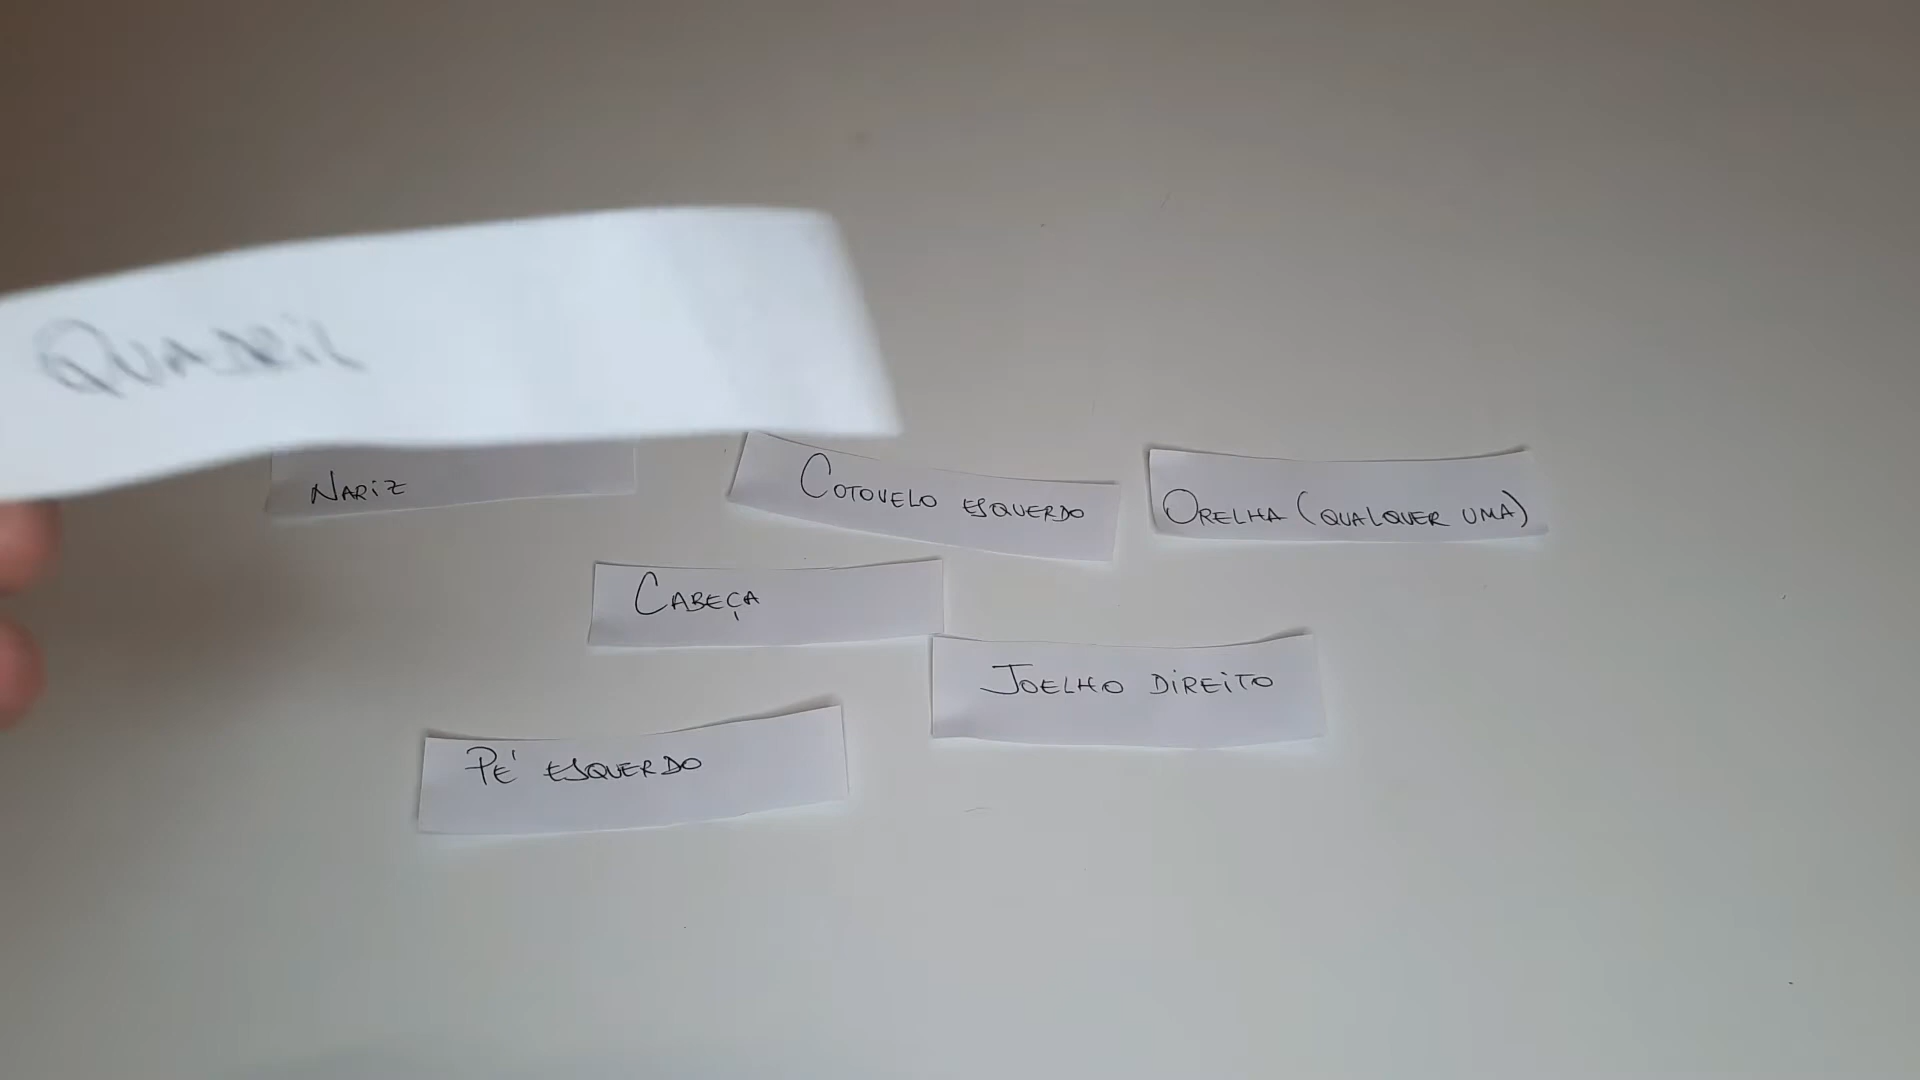 QUADRIL
NARIZ
COTOVELO ESQUERDO
ORELHA (QUALQUER UMA)
CABEÇA
JOELHO DIREITO
PÉ ESQUERDO